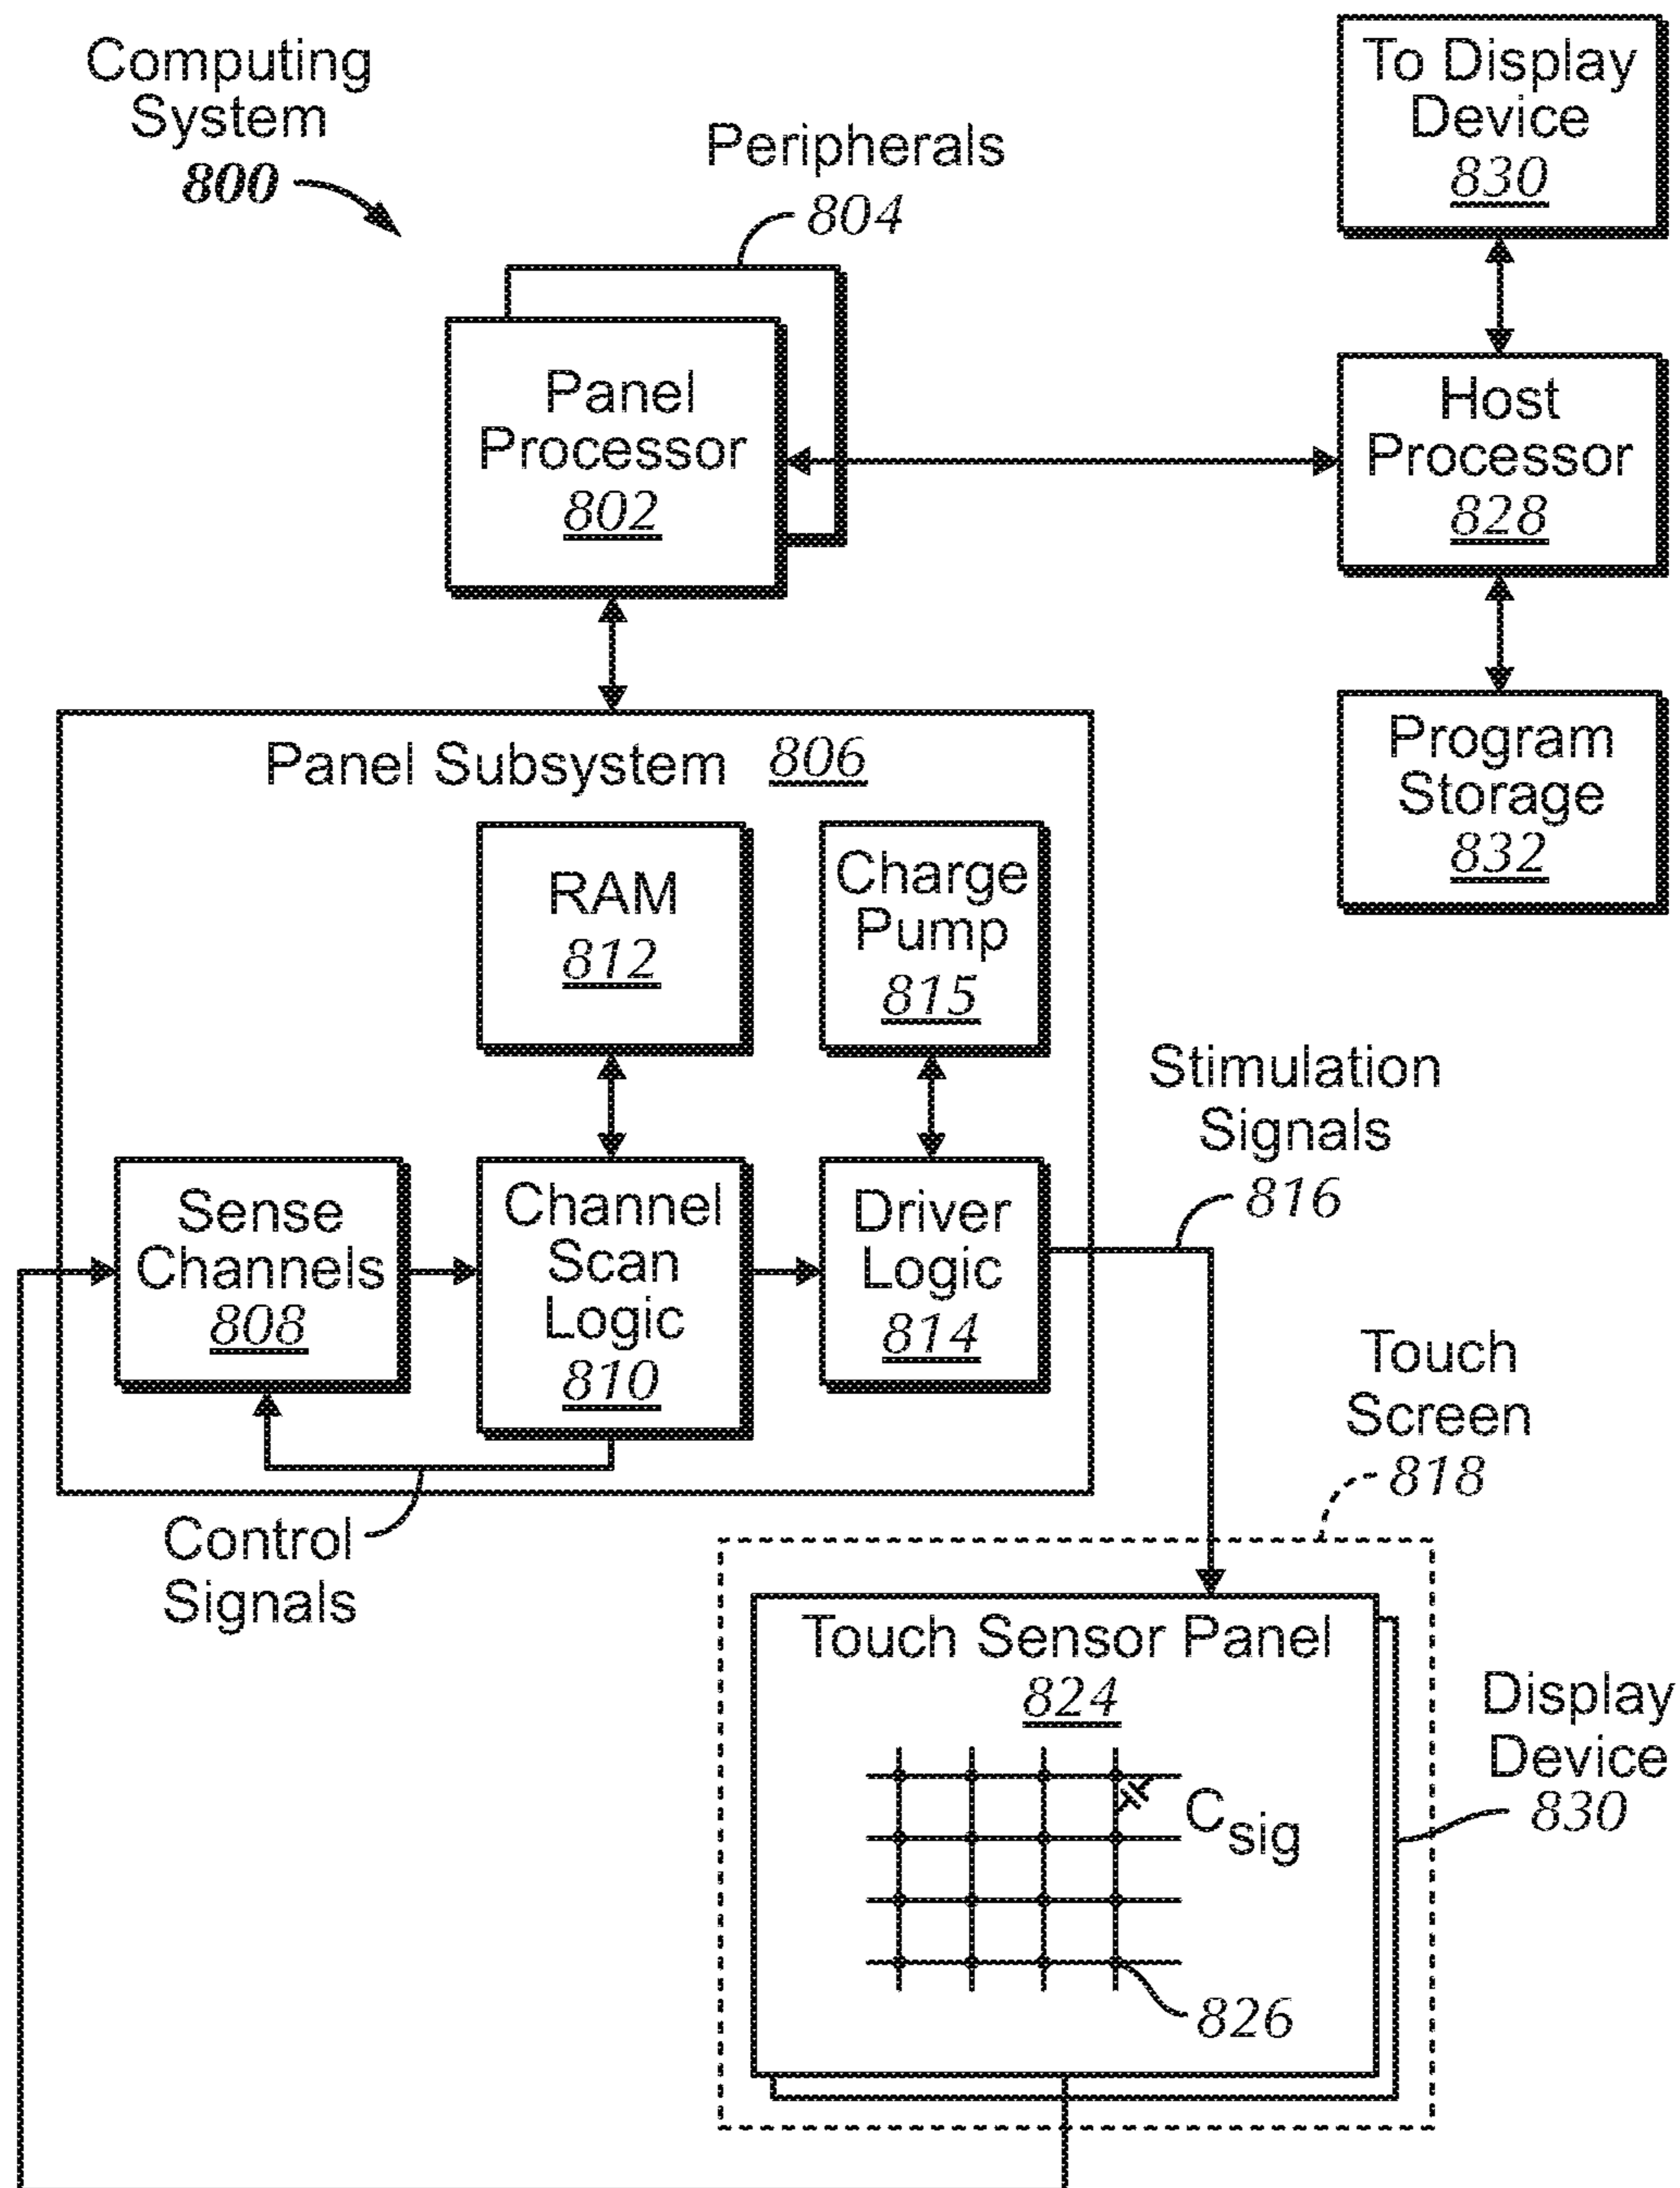 Computing
System
800
Peripherals
804
To Display
Device
830
Panel
Processor
802
Host
Processor
828
Program
Storage
832
Panel Subsystem 806
RAM
812
Charge
Pump
815
Sense
Channels
808
Channel
Scan
Logic
810
Driver
Logic
814
Stimulation
Signals
816
Control
Signals
Touch
Screen
818
Touch Sensor Panel
824
Csig
826
Display
Device
830